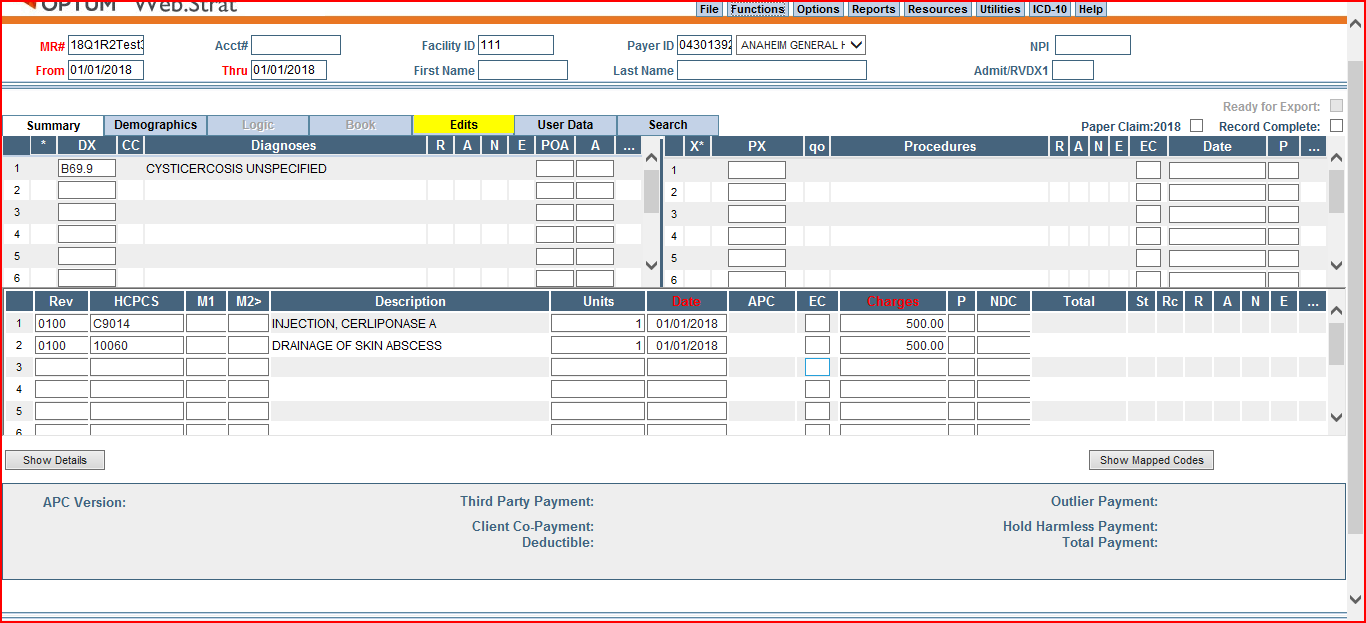 OPTUM Web.Strat File Functions Options Reports Resources Utilities ICD-10 Help
MR# 18Q1R2Test3 Acct# Facility ID 111 Payer ID 04301392 ANAHEIM GENERAL H NPI
From 01/01/2018 Thru 01/01/2018 First Name Last Name Admit/RVDX1
Ready for Export:
Paper Claim:2018 Record Complete:
Summary Demographics Logic Book Edits User Data Search
* DX CC Diagnoses R A N E POA A ... X* PX qo Procedures R A N E EC Date P ...
1 B69.9 CYSTICERCOSIS UNSPECIFIED 1
2 2
3 3
4 4
5 5
6 6
Rev HCPCS M1 M2> Description Units Date APC EC Charges P NDC Total St Rc R A N E ...
1 0100 C9014 INJECTION, CERLIPONASE A 1 01/01/2018 500.00
2 0100 10060 DRAINAGE OF SKIN ABSCESS 1 01/01/2018 500.00
3
4
5
6
Show Details Show Mapped Codes
APC Version: Third Party Payment: Outlier Payment:
Client Co-Payment: Hold Harmless Payment:
Deductible: Total Payment: